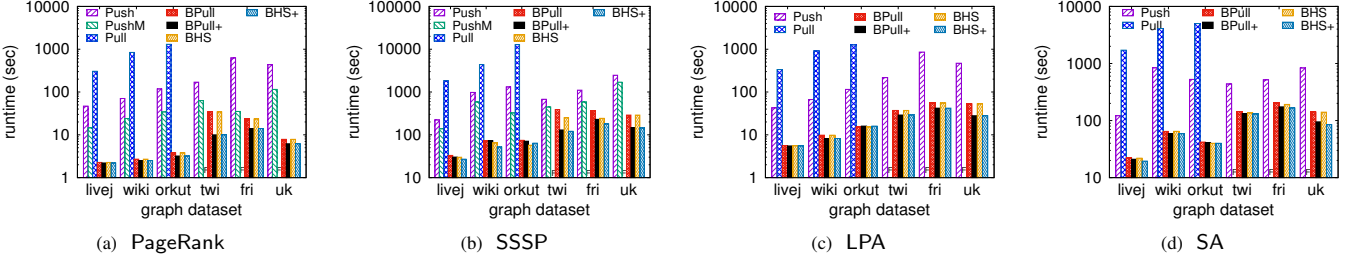 10000
1000
100
10
1
runtime (sec)
Push
PushM
Pull
BPull
BPull+
BHS
BHS+
livej wiki orkut twi fri uk
graph dataset
(a) PageRank
100000
10000
1000
100
10
runtime (sec)
Push
PushM
Pull
BPull
BPull+
BHS
BHS+
livej wiki orkut twi fri uk
graph dataset
(b) SSSP
10000
1000
100
10
1
runtime (sec)
Push
Pull
BPull
BPull+
BHS
BHS+
livej wiki orkut twi fri uk
graph dataset
(c) LPA
10000
1000
100
10
runtime (sec)
Push
Pull
BPull
BPull+
BHS
BHS+
livej wiki orkut twi fri uk
graph dataset
(d) SA